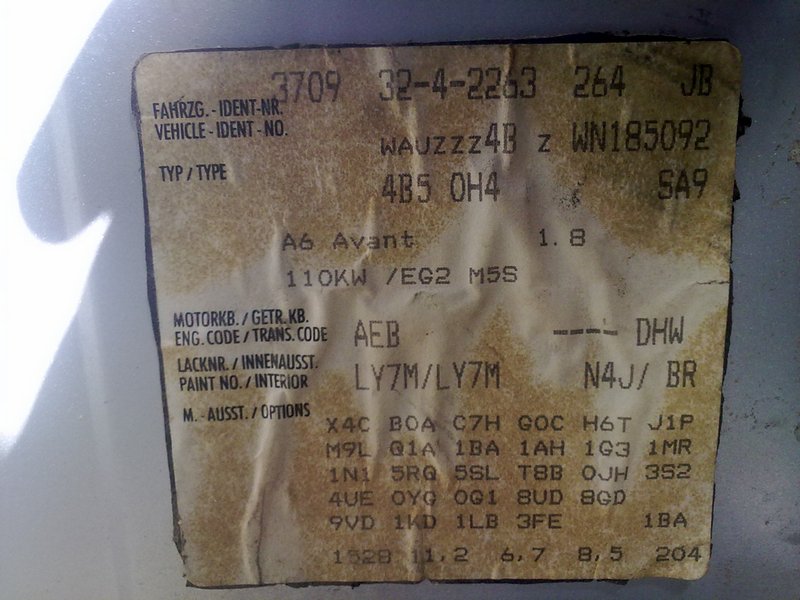 3709 32-4-2263 264 JB
FAHRZG.-IDENT-NR.
VEHICLE-IDENT-NO. WAUZZZ4B Z WN185092
TYP/TYPE 4B5 0H4 SA9
A6 Avant 1.8
110KW /EG2 M5S
MOTORKB./GETR.KB.
ENG.CODE/TRANS.CODE AEB ---- DHW
LACKNR./INNENAUSST.
PAINT NO./INTERIOR LY7M/LY7M N4J/ BR
M.-AUSST./OPTIONS
X4C B0A C7H G0C H6T J1P
M9L Q1A 1BA 1AH 1G3 1MR
1N1 5RQ 5SL T8B 0JH 3S2
4UE 0YG 0G1 8UD 8GD
9VD 1KD 1LB 3FE 1BA
1528 11,2 6,7 8,5 204